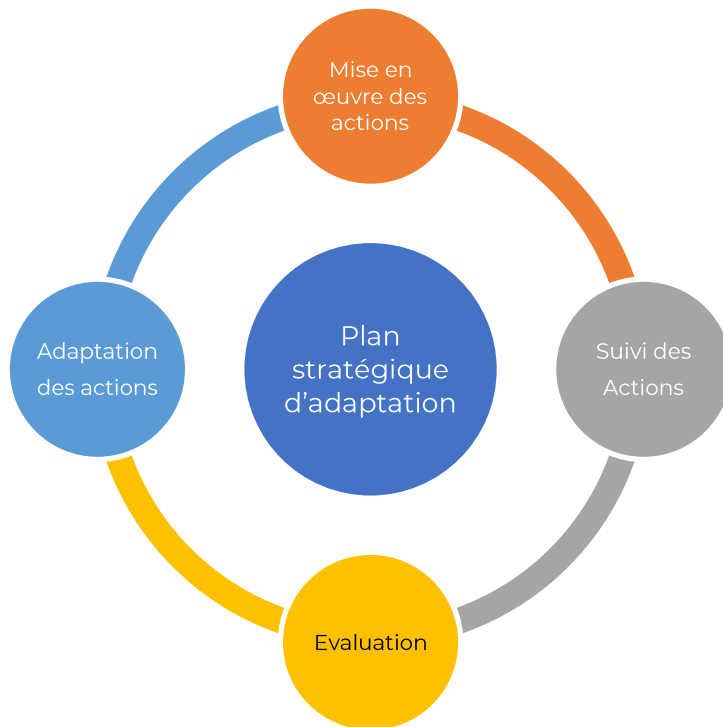 Mise en
œuvre des
actions
Plan
stratégique
d’adaptation
Adaptation
des actions
Suivi des
Actions
Evaluation